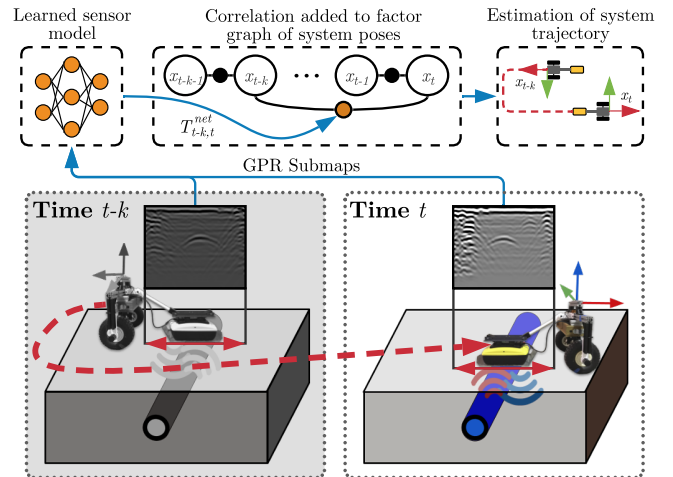 Learned sensor
model
Correlation added to factor
graph of system poses
Estimation of system
trajectory
x_{t-k-1}
x_{t-k}
...
x_{t-1}
x_t
T^{net}_{t-k,t}
x_{t-k}
x_t
GPR Submaps
Time t-k
Time t